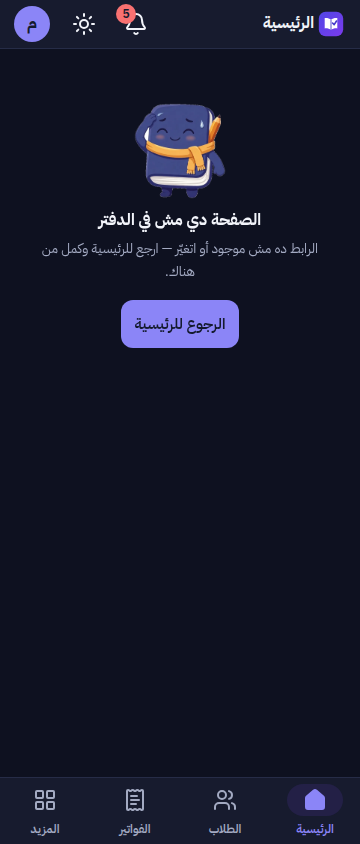 الرئيسية
5
م
الصفحة دي مش في الدفتر
الرابط ده مش موجود أو اتغيّر — ارجع للرئيسية وكمل من
هناك.
الرجوع للرئيسية
الرئيسية
الطلاب
الفواتير
المزيد